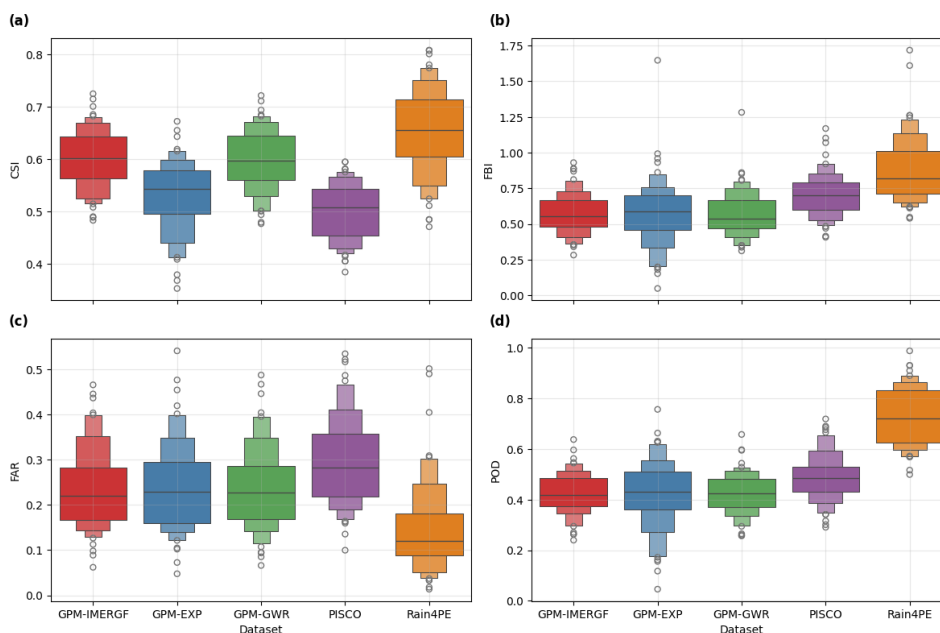 (a)
0.8
0.7
0.6
0.5
0.4
CSI
(b)
1.75
1.50
1.25
1.00
0.75
0.50
0.25
0.00
FBI
(c)
0.5
0.4
0.3
0.2
0.1
0.0
FAR
GPM-IMERGF GPM-EXP GPM-GWR PISCO Rain4PE
Dataset
(d)
1.0
0.8
0.6
0.4
0.2
0.0
POD
GPM-IMERGF GPM-EXP GPM-GWR PISCO Rain4PE
Dataset